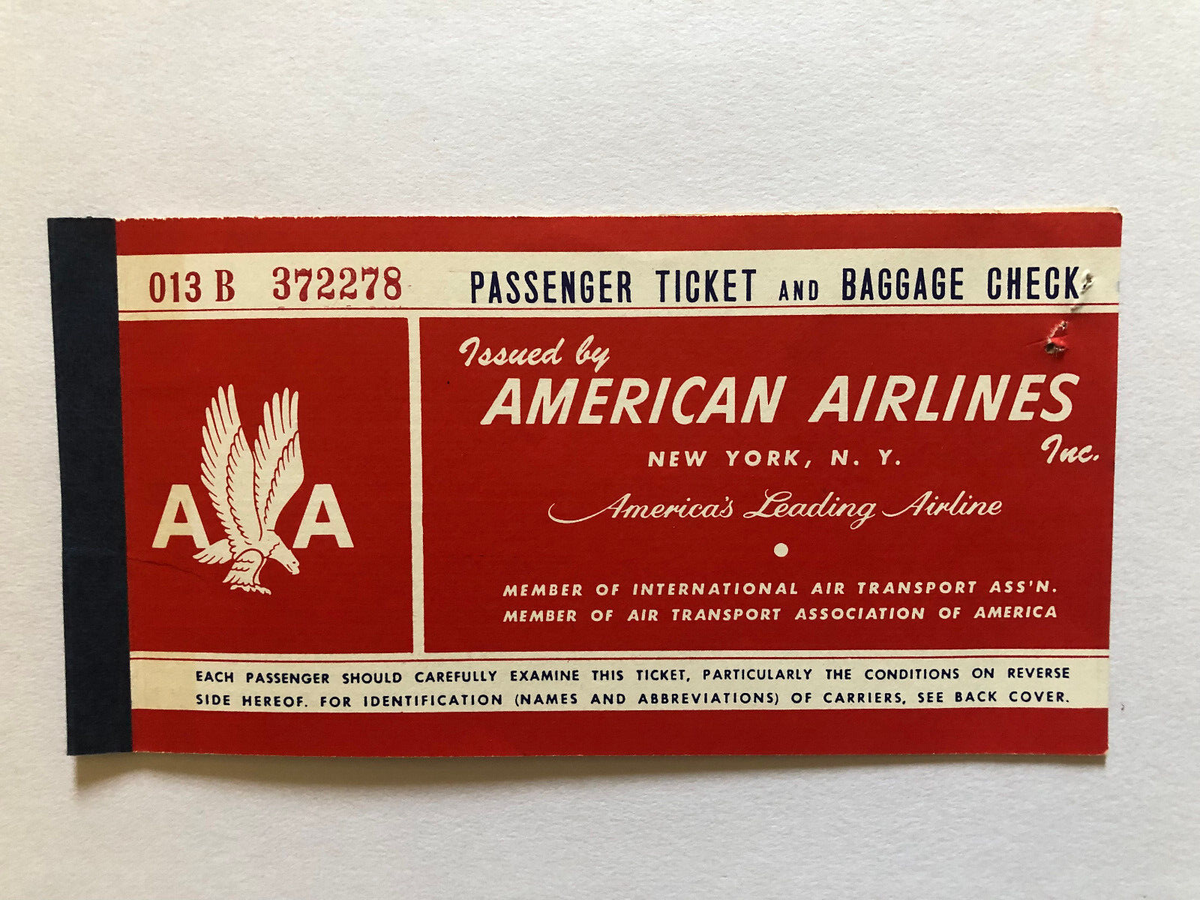 013 B 372278 PASSENGER TICKET AND BAGGAGE CHECK
Issued by
AMERICAN AIRLINES
Inc.
NEW YORK, N. Y.
America's Leading Airline
A A
MEMBER OF INTERNATIONAL AIR TRANSPORT ASS'N.
MEMBER OF AIR TRANSPORT ASSOCIATION OF AMERICA
EACH PASSENGER SHOULD CAREFULLY EXAMINE THIS TICKET, PARTICULARLY THE CONDITIONS ON REVERSE
SIDE HEREOF. FOR IDENTIFICATION (NAMES AND ABBREVIATIONS) OF CARRIERS, SEE BACK COVER.